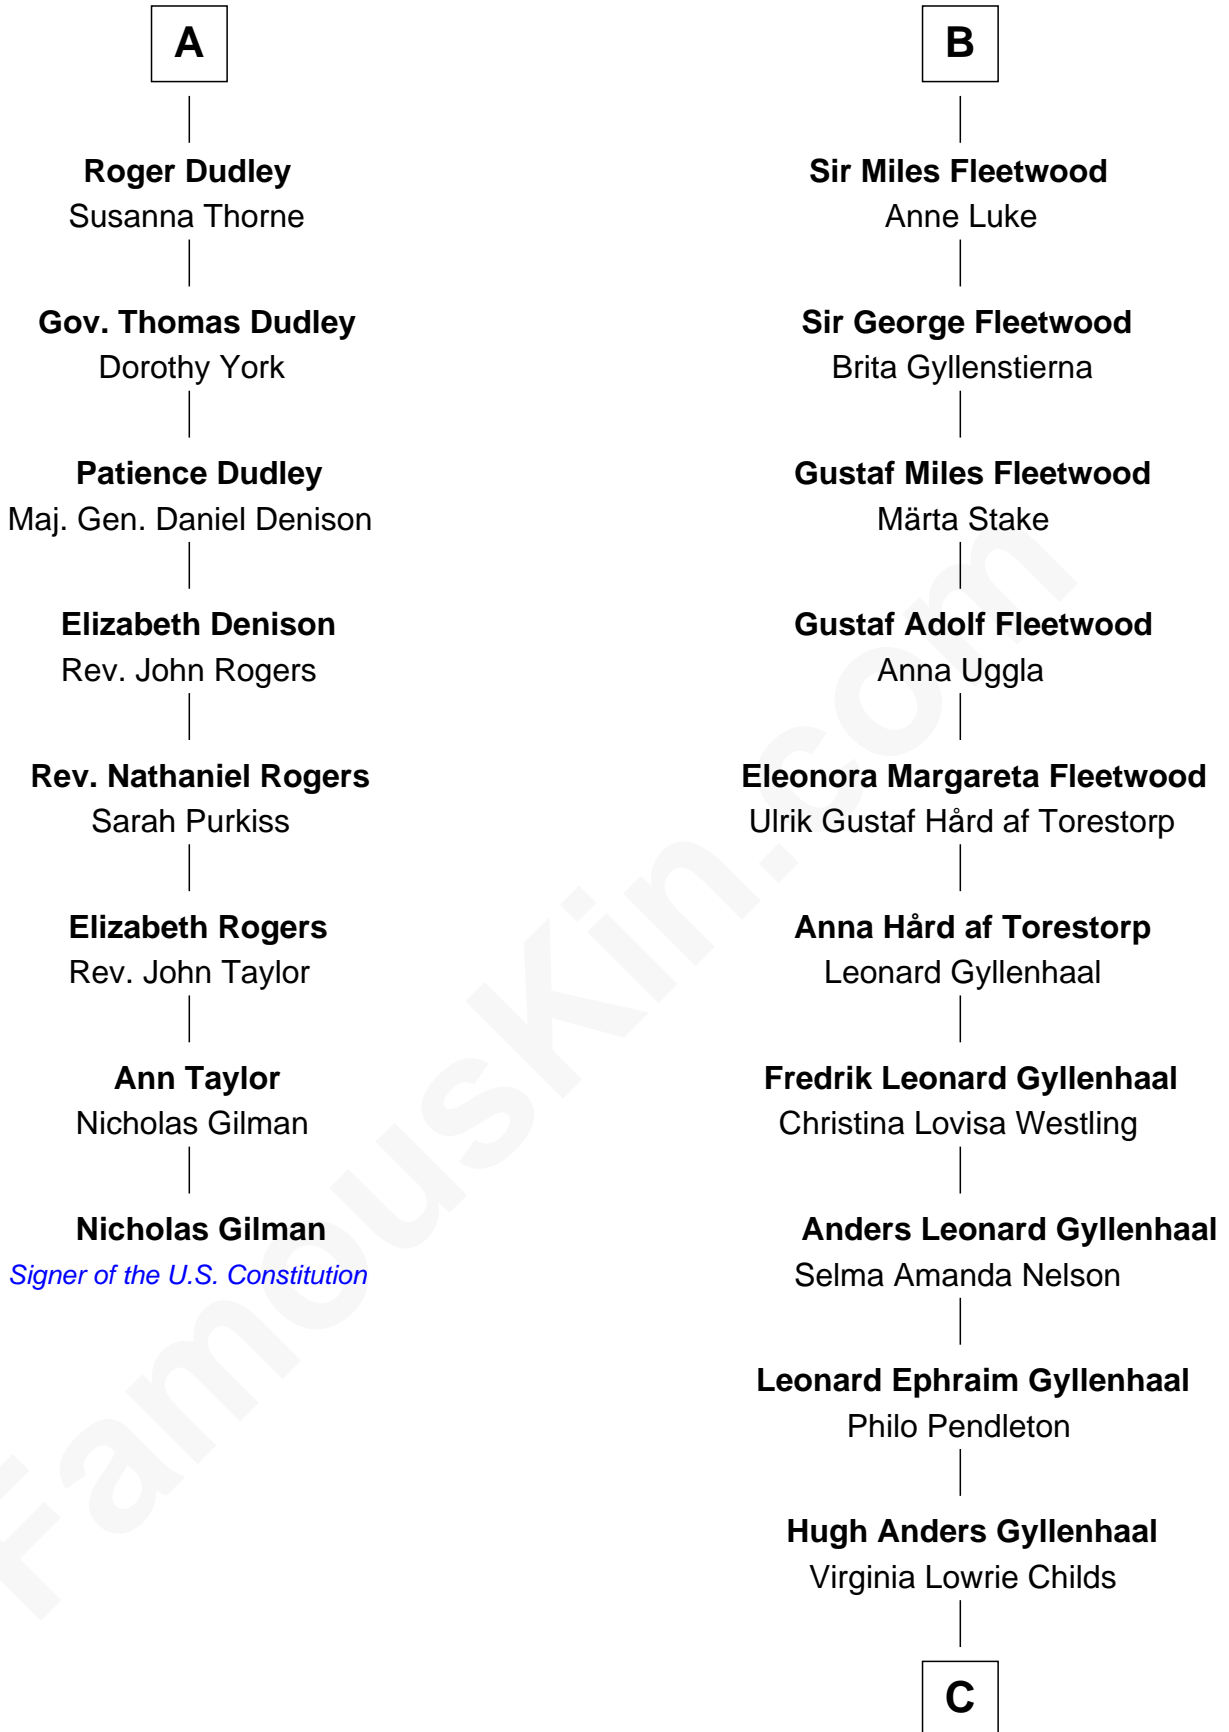 A
Roger Dudley
Susanna Thorne
Gov. Thomas Dudley
Dorothy York
Patience Dudley
Maj. Gen. Daniel Denison
Elizabeth Denison
Rev. John Rogers
Rev. Nathaniel Rogers
Sarah Purkiss
Elizabeth Rogers
Rev. John Taylor
Ann Taylor
Nicholas Gilman
Nicholas Gilman
Signer of the U.S. Constitution
B
Sir Miles Fleetwood
Anne Luke
Sir George Fleetwood
Brita Gyllenstierna
Gustaf Miles Fleetwood
Märta Stake
Gustaf Adolf Fleetwood
Anna Uggla
Eleonora Margareta Fleetwood
Ulrik Gustaf Hård af Torestorp
Anna Hård af Torestorp
Leonard Gyllenhaal
Fredrik Leonard Gyllenhaal
Christina Lovisa Westling
Anders Leonard Gyllenhaal
Selma Amanda Nelson
Leonard Ephraim Gyllenhaal
Philo Pendleton
Hugh Anders Gyllenhaal
Virginia Lowrie Childs
C
FamousKin.com